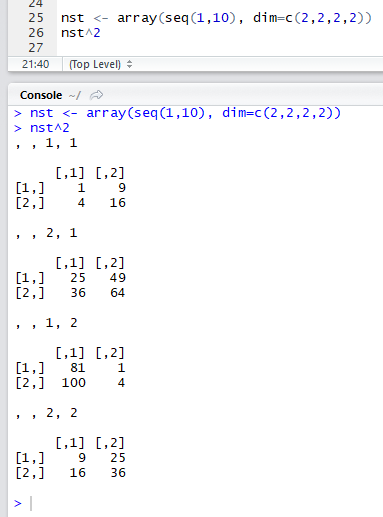 24
25 nst <- array(seq(1,10), dim=c(2,2,2,2))
26 nst^2
27
21:40 (Top Level)
Console ~/
> nst <- array(seq(1,10), dim=c(2,2,2,2))
> nst^2
, , 1, 1
[,1] [,2]
[1,] 1 9
[2,] 4 16
, , 2, 1
[,1] [,2]
[1,] 25 49
[2,] 36 64
, , 1, 2
[,1] [,2]
[1,] 81 1
[2,] 100 4
, , 2, 2
[,1] [,2]
[1,] 9 25
[2,] 16 36
>